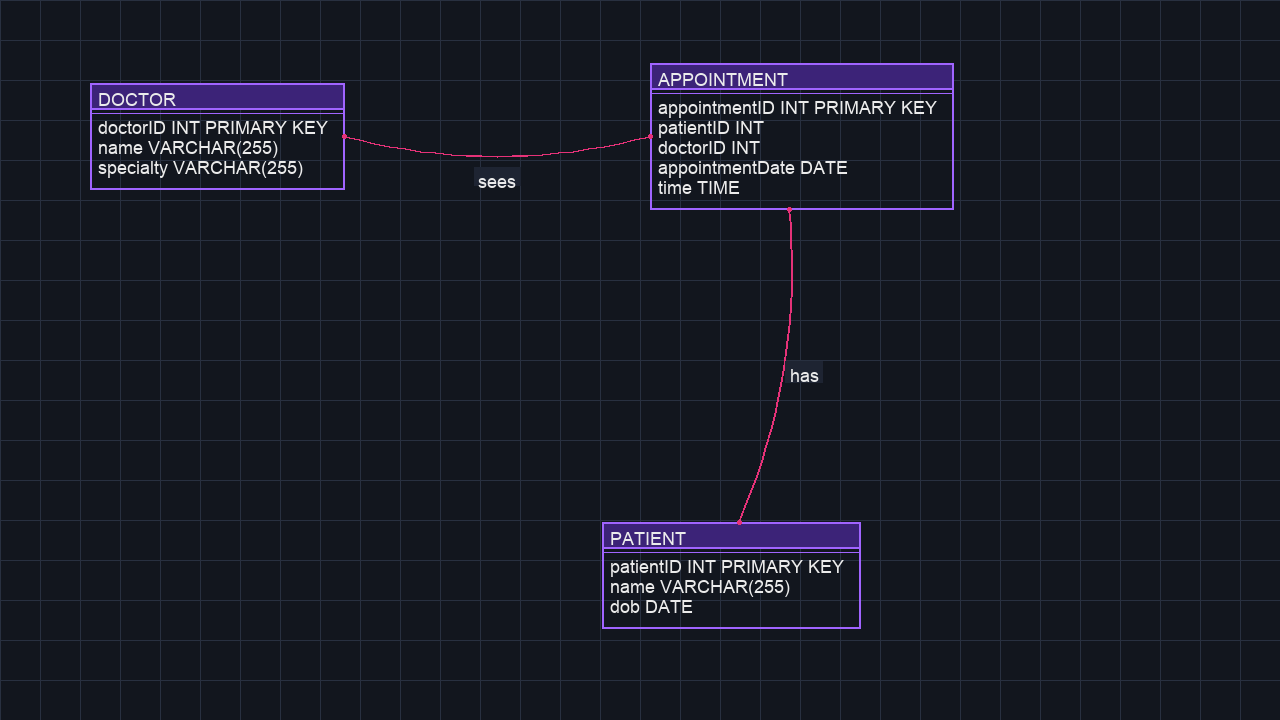 DOCTOR
doctorID INT PRIMARY KEY
name VARCHAR(255)
specialty VARCHAR(255)
sees
APPOINTMENT
appointmentID INT PRIMARY KEY
patientID INT
doctorID INT
appointmentDate DATE
time TIME
has
PATIENT
patientID INT PRIMARY KEY
name VARCHAR(255)
dob DATE